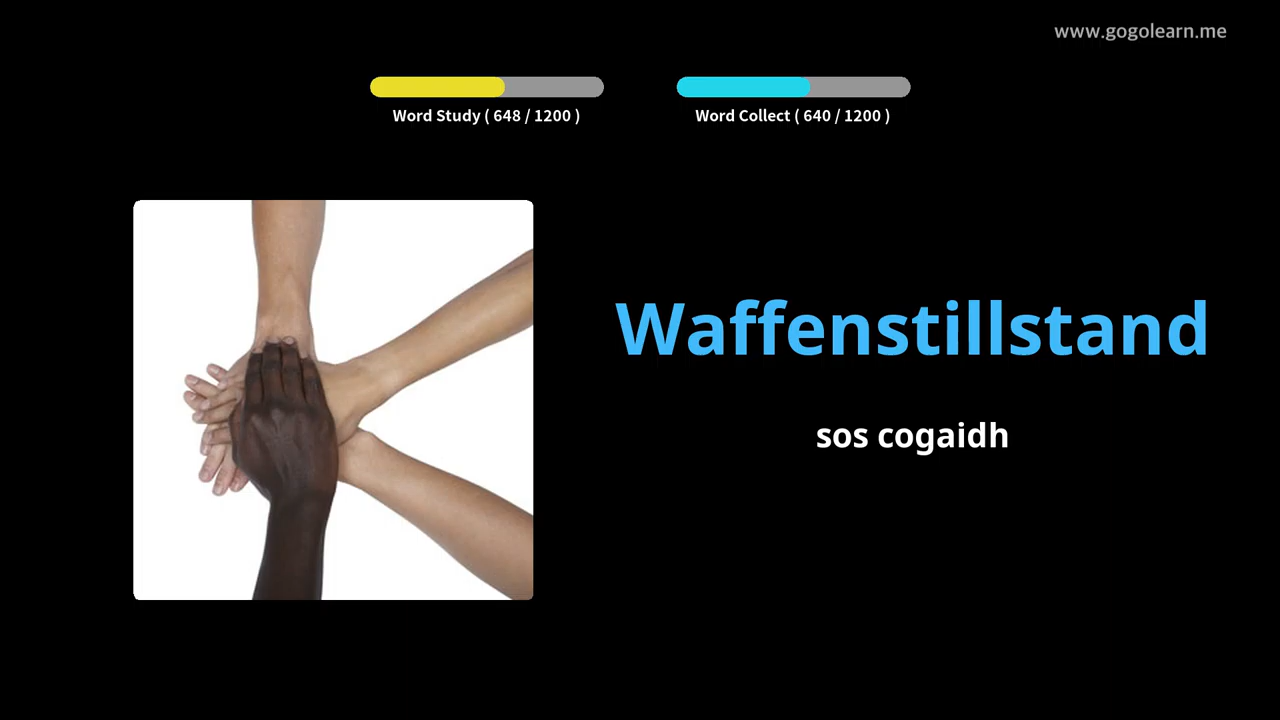 www.gogolearn.me
Word Study ( 648 / 1200 )
Word Collect ( 640 / 1200 )
Waffenstillstand
sos cogaidh